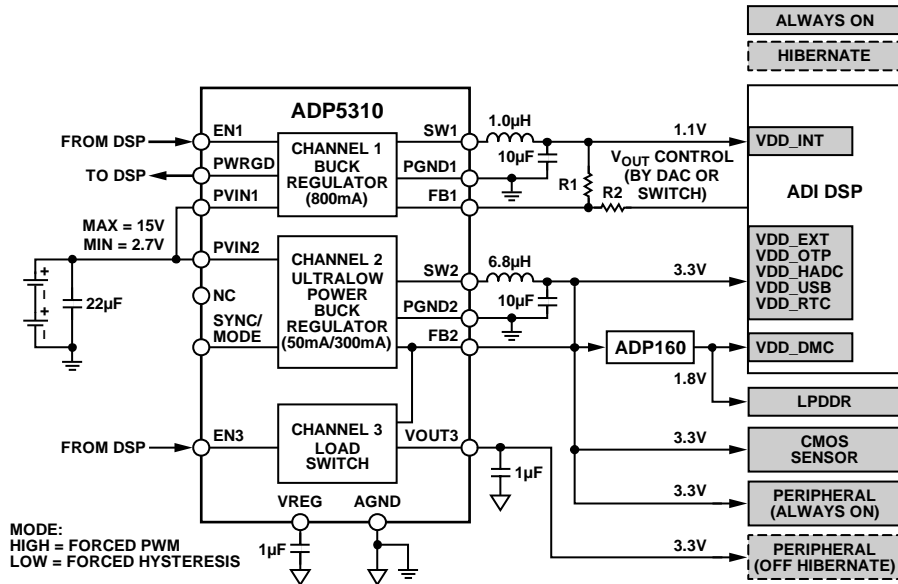 ALWAYS ON
HIBERNATE
ADP5310
FROM DSP
EN1
CHANNEL 1
BUCK
REGULATOR
(800mA)
SW1
1.0µH
1.1V
VDD_INT
TO DSP
PWRGD
PGND1
10µF
R1
VOUT CONTROL
(BY DAC OR
SWITCH)
ADI DSP
PVIN1
FB1
R2
MAX = 15V
MIN = 2.7V
PVIN2
CHANNEL 2
ULTRALOW
POWER
BUCK
REGULATOR
(50mA/300mA)
SW2
6.8µH
3.3V
VDD_EXT
VDD_OTP
VDD_HADC
VDD_USB
VDD_RTC
+
–
+
–
22µF
NC
PGND2
10µF
SYNC/
MODE
FB2
ADP160
VDD_DMC
1.8V
LPDDR
FROM DSP
EN3
CHANNEL 3
LOAD
SWITCH
VOUT3
3.3V
CMOS
SENSOR
1µF
VREG
AGND
3.3V
PERIPHERAL
(ALWAYS ON)
MODE:
HIGH = FORCED PWM
LOW = FORCED HYSTERESIS
1µF
3.3V
PERIPHERAL
(OFF HIBERNATE)